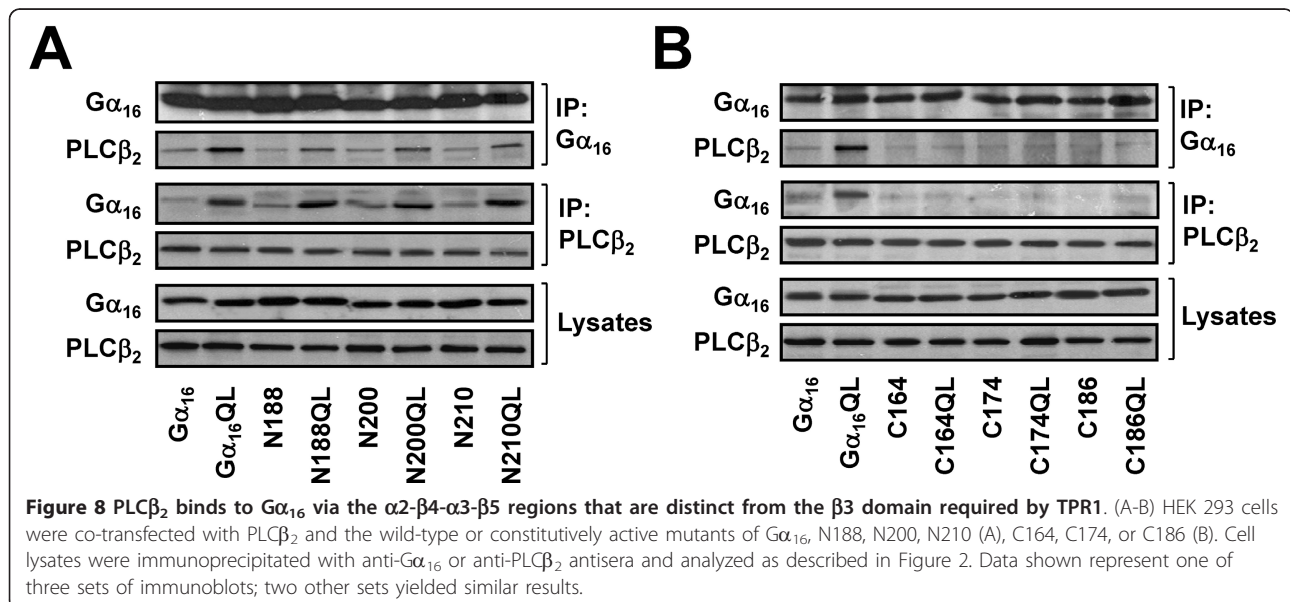 A
Gα16
PLCβ2
IP:
Gα16
Gα16
PLCβ2
IP:
PLCβ2
Gα16
PLCβ2
Lysates
Gα16
Gα16QL
N188
N188QL
N200
N200QL
N210
N210QL
B
Gα16
PLCβ2
IP:
Gα16
Gα16
PLCβ2
IP:
PLCβ2
Gα16
PLCβ2
Lysates
Gα16
Gα16QL
C164
C164QL
C174
C174QL
C186
C186QL
Figure 8 PLCβ2 binds to Gα16 via the α2-β4-α3-β5 regions that are distinct from the β3 domain required by TPR1. (A-B) HEK 293 cells
were co-transfected with PLCβ2 and the wild-type or constitutively active mutants of Gα16, N188, N200, N210 (A), C164, C174, or C186 (B). Cell
lysates were immunoprecipitated with anti-Gα16 or anti-PLCβ2 antisera and analyzed as described in Figure 2. Data shown represent one of
three sets of immunoblots; two other sets yielded similar results.